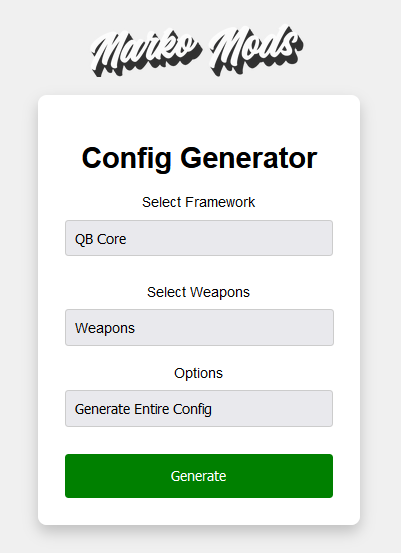 Marko Mods
Config Generator
Select Framework
QB Core
Select Weapons
Weapons
Options
Generate Entire Config
Generate